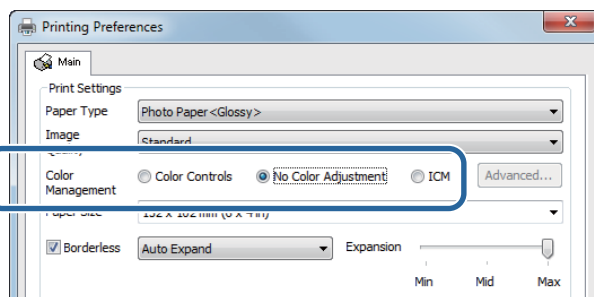 Printing Preferences
Main
Print Settings
Paper Type Photo Paper<Glossy>
Image Standard
Color Management Color Controls No Color Adjustment ICM Advanced...
Borderless Auto Expand Expansion
Min Mid Max